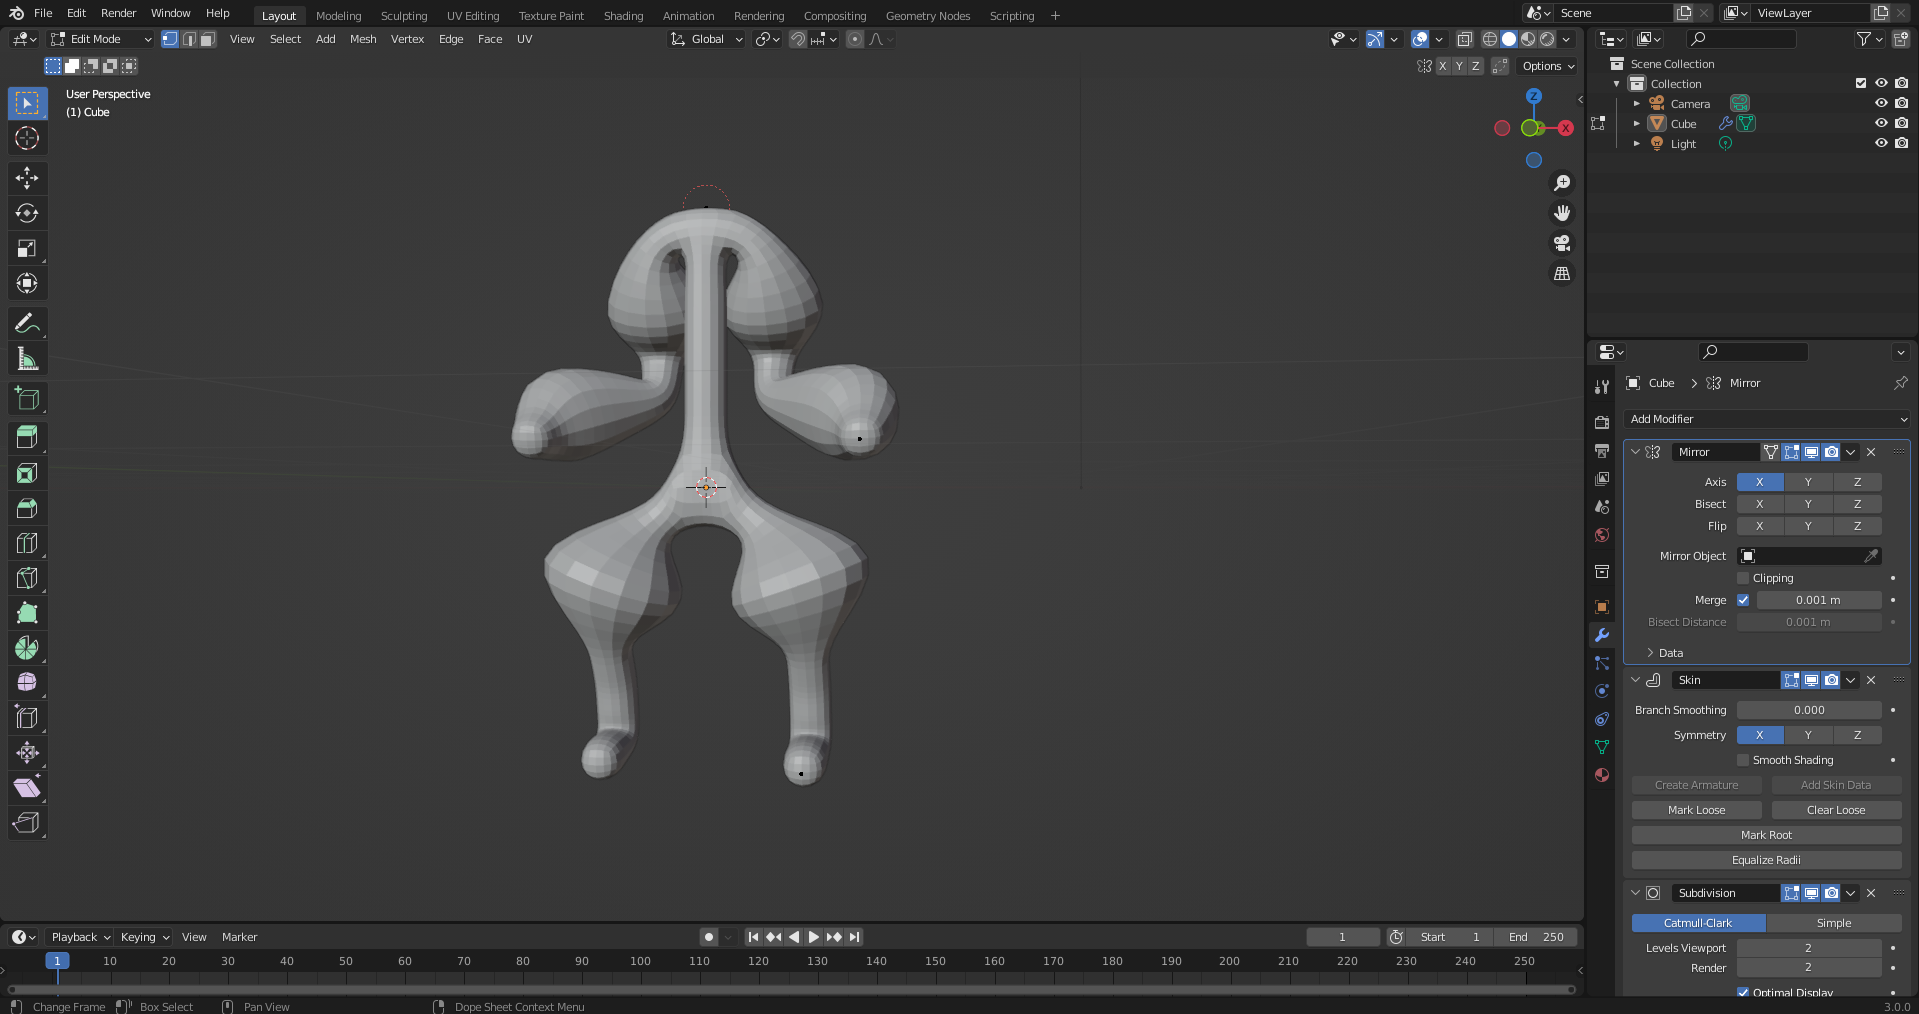 File Edit Render Window Help Layout Modeling Sculpting UV Editing Texture Paint Shading Animation Rendering Compositing Geometry Nodes Scripting + Scene ViewLayer
Edit Mode View Select Add Mesh Vertex Edge Face UV Global
X Y Z Options
User Perspective
(1) Cube
Z
X
Scene Collection
Collection
Camera
Cube
Light
Cube > Mirror
Add Modifier
Mirror
Axis X Y Z
Bisect X Y Z
Flip X Y Z
Mirror Object
Clipping
Merge 0.001 m
Bisect Distance 0.001 m
Data
Skin
Branch Smoothing 0.000
Symmetry X Y Z
Smooth Shading
Create Armature Add Skin Data
Mark Loose Clear Loose
Mark Root
Equalize Radii
Subdivision
Catmull-Clark Simple
Levels Viewport 2
Render 2
Optimal Display
Playback Keying View Marker 1 Start 1 End 250
1 10 20 30 40 50 60 70 80 90 100 110 120 130 140 150 160 170 180 190 200 210 220 230 240 250
Change Frame Box Select Pan View Dope Sheet Context Menu 3.0.0